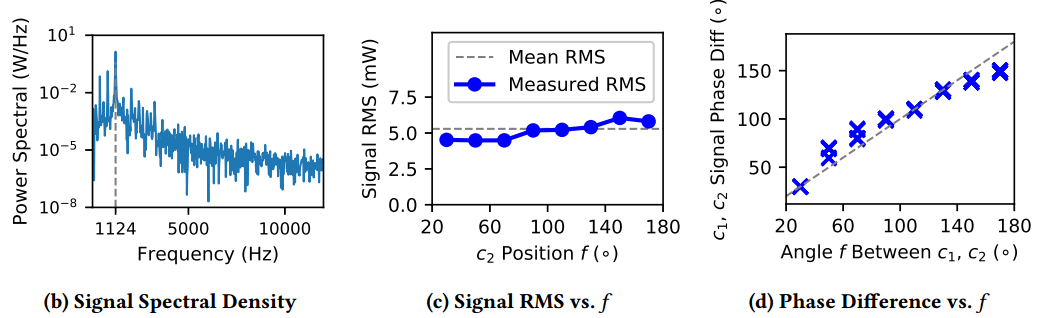 Power Spectral (W/Hz)
10¹
10⁻²
10⁻⁵
10⁻⁸
1124 5000 10000
Frequency (Hz)
(b) Signal Spectral Density
Signal RMS (mW)
Mean RMS
Measured RMS
7.5
5.0
2.5
0.0
20 60 100 140 180
c₂ Position f (∘)
(c) Signal RMS vs. f
c₁, c₂ Signal Phase Diff (∘)
150
100
50
20 60 100 140 180
Angle f Between c₁, c₂ (∘)
(d) Phase Difference vs. f